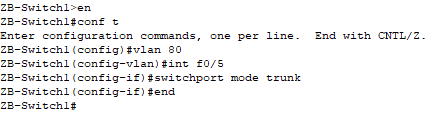 ZB-Switch1>en
ZB-Switch1#conf t
Enter configuration commands, one per line.  End with CNTL/Z.
ZB-Switch1(config)#vlan 80
ZB-Switch1(config-vlan)#int f0/5
ZB-Switch1(config-if)#switchport mode trunk
ZB-Switch1(config-if)#end
ZB-Switch1#